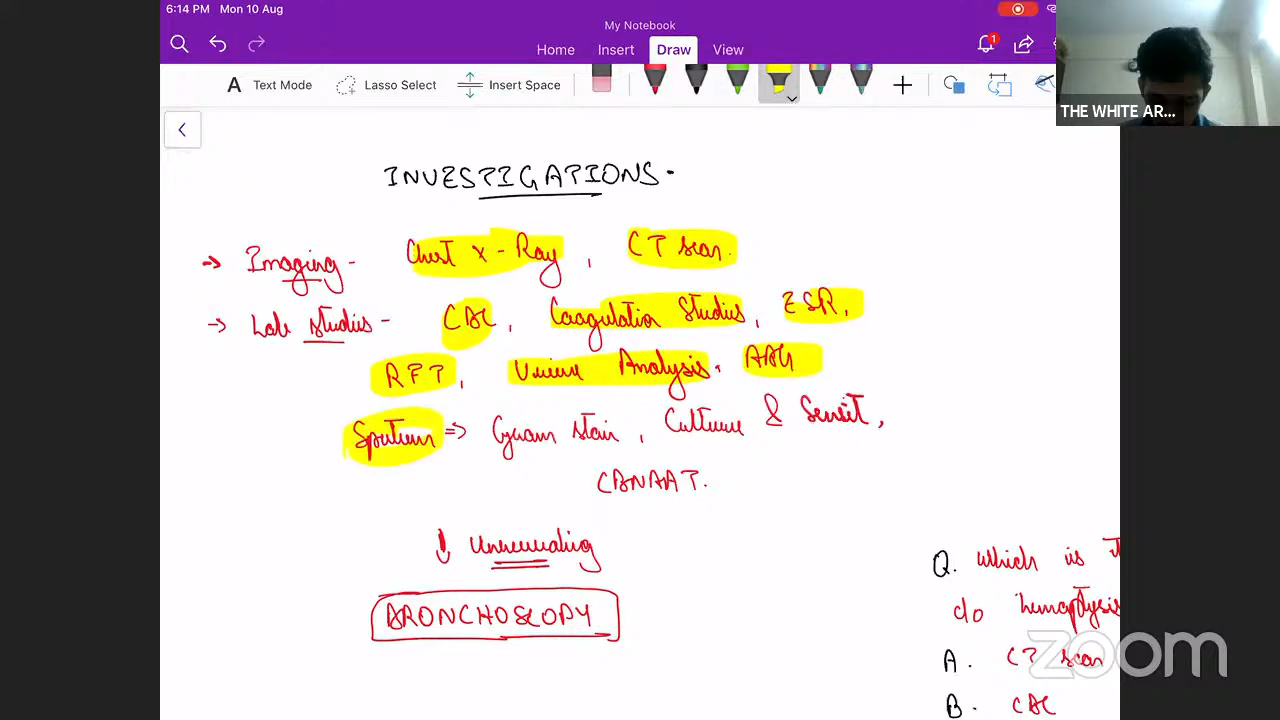 6:14 PM Mon 10 Aug
My Notebook
Home Insert Draw View
1
A Text Mode Lasso Select Insert Space
THE WHITE AR...
INVESTIGATIONS.
→ Imaging - Chest X-Ray, CT scan.
→ Lab studies - CBC, Coagulation Studies, ESR,
RFT, Urine Analysis. ABG
Sputum ⇒ Gram stain, Culture & Sensit,
CBNAAT.
↓ Unrevealing
BRONCHOSCOPY
Q. which is
do hemoptysis
zoom
A. CT scan
B. CBC